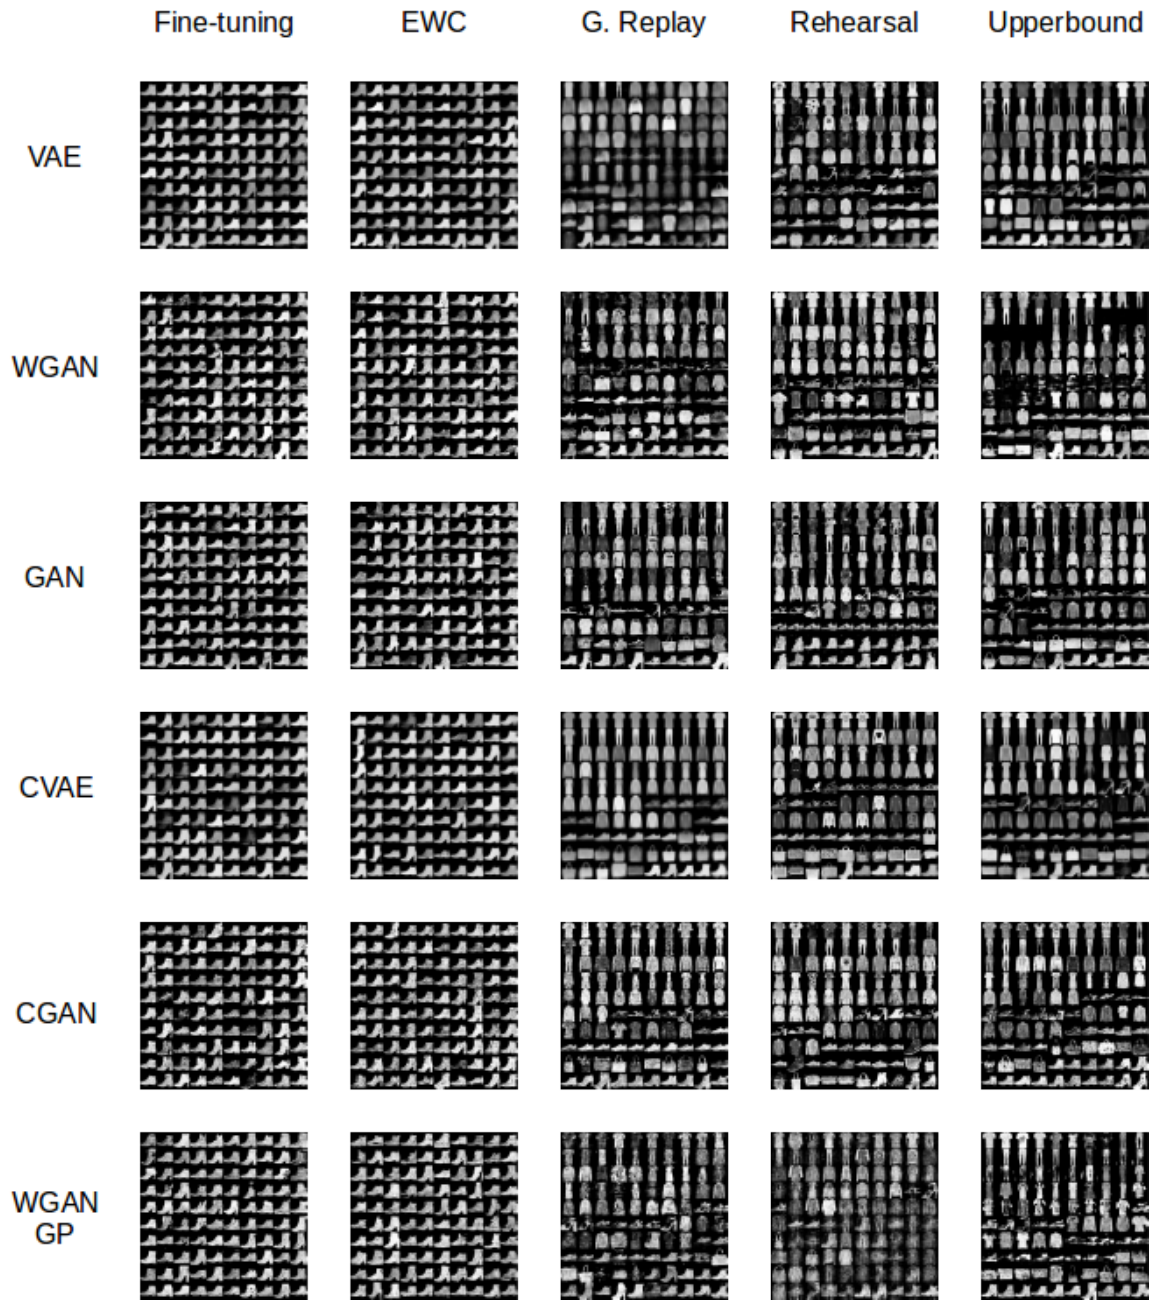 Fine-tuning EWC G. Replay Rehearsal Upperbound
VAE
WGAN
GAN
CVAE
CGAN
WGAN
GP